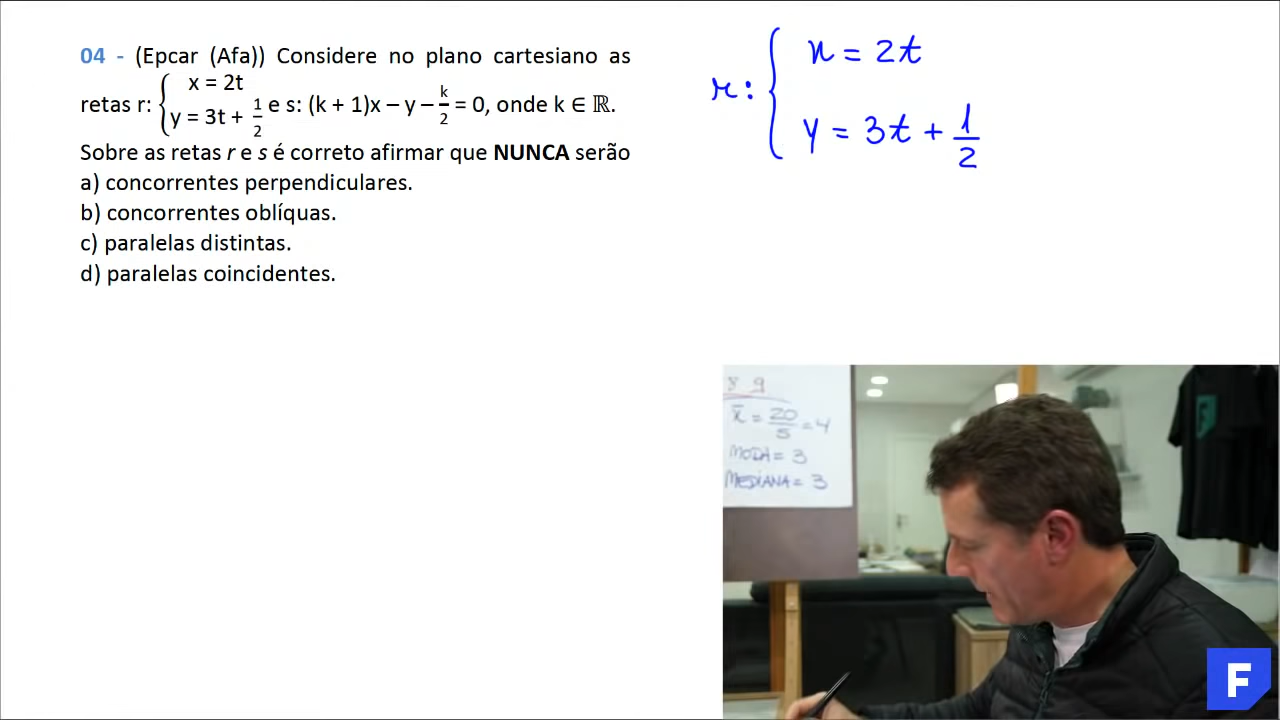 04 - (Epcar (Afa)) Considere no plano cartesiano as
retas r: { x = 2t
y = 3t + 1/2 e s: (k + 1)x – y – k/2 = 0, onde k ∈ ℝ.
Sobre as retas r e s é correto afirmar que NUNCA serão
a) concorrentes perpendiculares.
b) concorrentes oblíquas.
c) paralelas distintas.
d) paralelas coincidentes.
r: { x = 2t
y = 3t + 1/2
8 9
x̄ = 20/5 = 4
MODA = 3
MEDIANA = 3
F